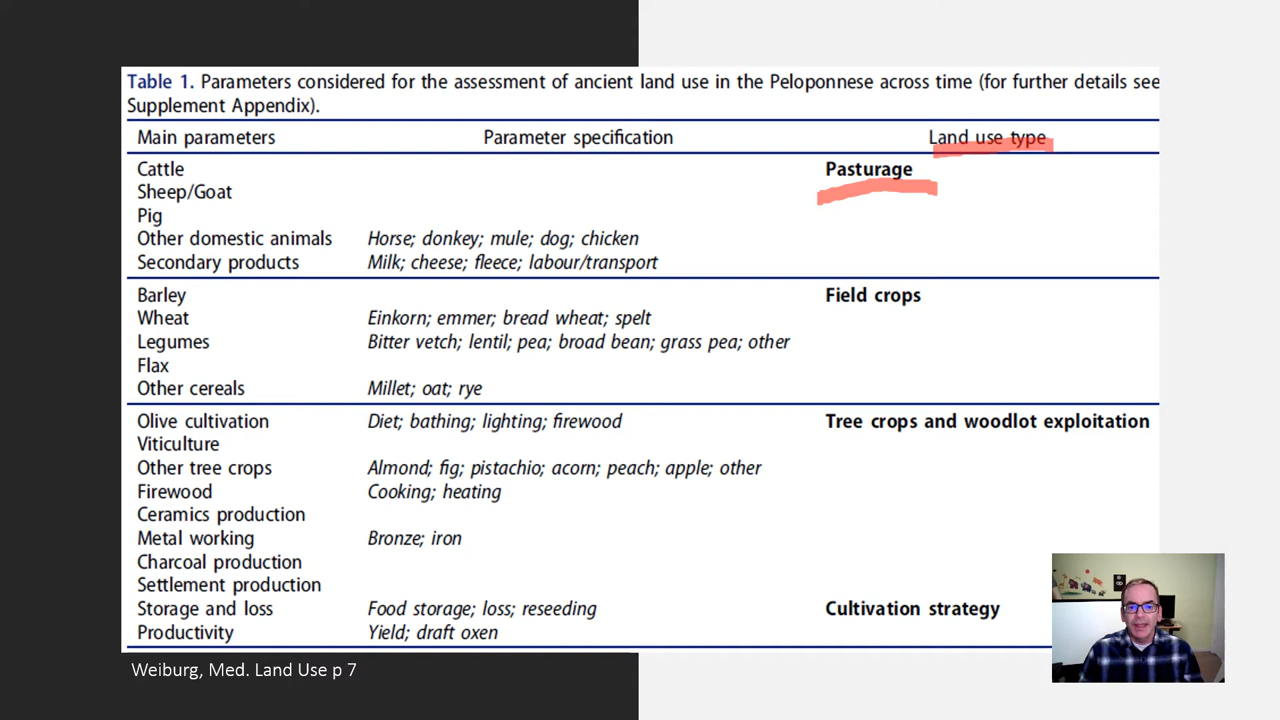 Table 1. Parameters considered for the assessment of ancient land use in the Peloponnese across time (for further details see
Supplement Appendix).
Main parameters Parameter specification Land use type
Cattle Pasturage
Sheep/Goat
Pig
Other domestic animals Horse; donkey; mule; dog; chicken
Secondary products Milk; cheese; fleece; labour/transport
Barley Field crops
Wheat Einkorn; emmer; bread wheat; spelt
Legumes Bitter vetch; lentil; pea; broad bean; grass pea; other
Flax
Other cereals Millet; oat; rye
Olive cultivation Diet; bathing; lighting; firewood Tree crops and woodlot exploitation
Viticulture
Other tree crops Almond; fig; pistachio; acorn; peach; apple; other
Firewood Cooking; heating
Ceramics production
Metal working Bronze; iron
Charcoal production
Settlement production
Storage and loss Food storage; loss; reseeding Cultivation strategy
Productivity Yield; draft oxen
Weiburg, Med. Land Use p 7